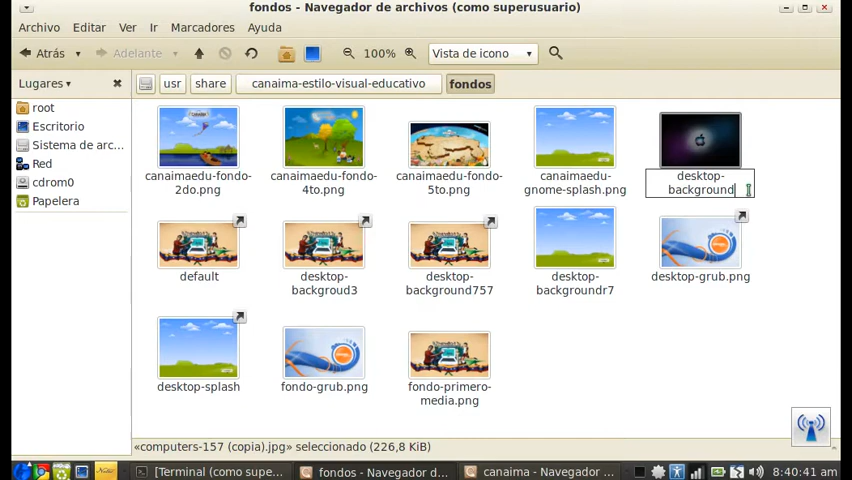 fondos - Navegador de archivos (como superusuario)
Archivo Editar Ver Ir Marcadores Ayuda
Atrás Adelante 100% Vista de icono
Lugares usr share canaima-estilo-visual-educativo fondos
root
Escritorio
Sistema de arc...
Red
cdrom0
Papelera
canaimaedu-fondo-
2do.png
canaimaedu-fondo-
4to.png
canaimaedu-fondo-
5to.png
canaimaedu-
gnome-splash.png
desktop-
background
default
desktop-
backgroud3
desktop-
background757
desktop-
backgroundr7
desktop-grub.png
desktop-splash
fondo-grub.png
fondo-primero-
media.png
«computers-157 (copia).jpg» seleccionado (226,8 KiB)
[Terminal (como supe... fondos - Navegador d... canaima - Navegador ... 8:40:41 am